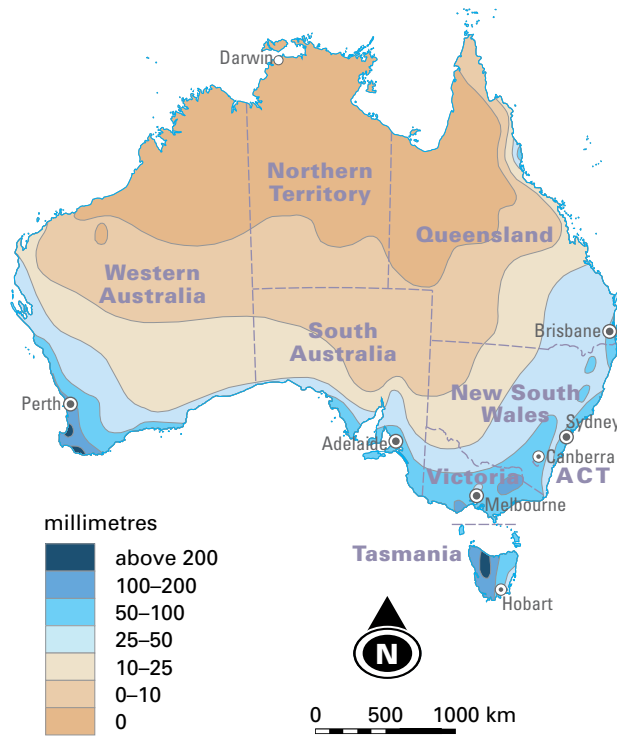 Darwin
Northern
Territory
Queensland
Western
Australia
South
Australia
Brisbane
New South
Wales
Perth
Sydney
Adelaide
Canberra
Victoria
ACT
Melbourne
Tasmania
Hobart
millimetres
above 200
100–200
50–100
25–50
10–25
0–10
0
N
0 500 1000 km